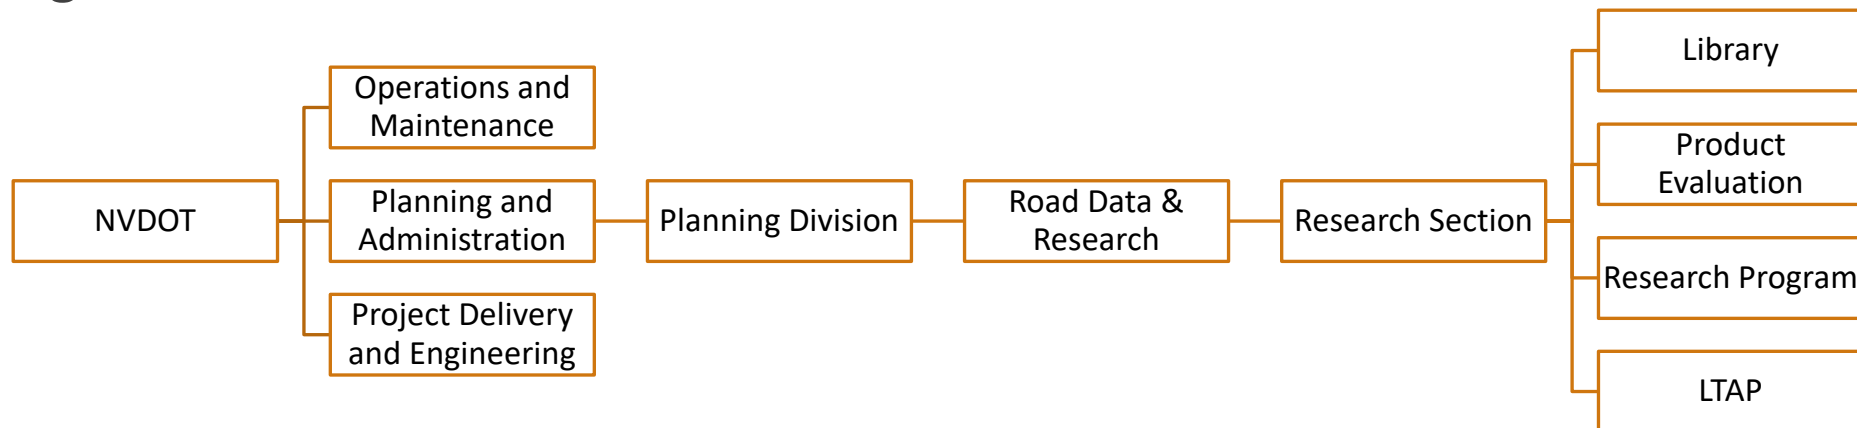 NVDOT
Operations and
Maintenance
Planning and
Administration
Project Delivery
and Engineering
Planning Division
Road Data &
Research
Research Section
Library
Product
Evaluation
Research Program
LTAP